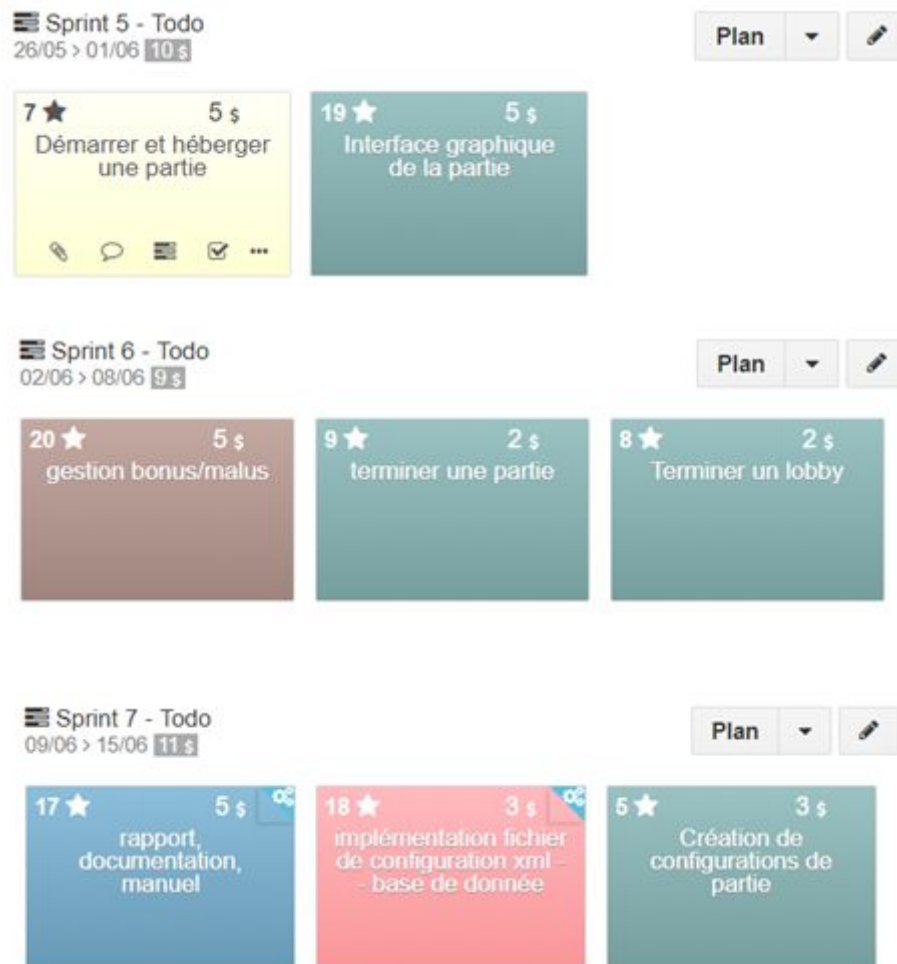 Sprint 5 - Todo
26/05 > 01/06 10 $
Plan
7 5 $
Démarrer et héberger
une partie
19 5 $
Interface graphique
de la partie
Sprint 6 - Todo
02/06 > 08/06 9 $
Plan
20 5 $
gestion bonus/malus
9 2 $
terminer une partie
8 2 $
Terminer un lobby
Sprint 7 - Todo
09/06 > 15/06 11 $
Plan
17 5 $
rapport,
documentation,
manuel
18 3 $
implémentation fichier
de configuration xml -
- base de donnée
5 3 $
Création de
configurations de
partie